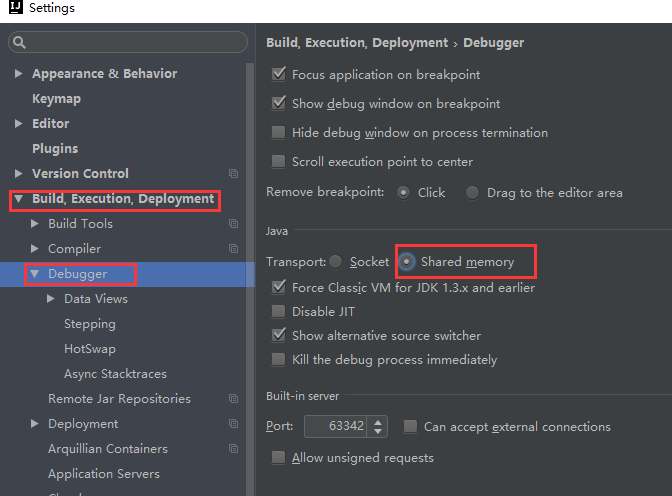 IJ Settings
Build, Execution, Deployment › Debugger
Appearance & Behavior
Keymap
Editor
Plugins
Version Control
Build, Execution, Deployment
Build Tools
Compiler
Debugger
Data Views
Stepping
HotSwap
Async Stacktraces
Remote Jar Repositories
Deployment
Arquillian Containers
Application Servers
Focus application on breakpoint
Show debug window on breakpoint
Hide debug window on process termination
Scroll execution point to center
Remove breakpoint: Click Drag to the editor area
Java
Transport: Socket Shared memory
Force Classic VM for JDK 1.3.x and earlier
Disable JIT
Show alternative source switcher
Kill the debug process immediately
Built-in server
Port: 63342 Can accept external connections
Allow unsigned requests